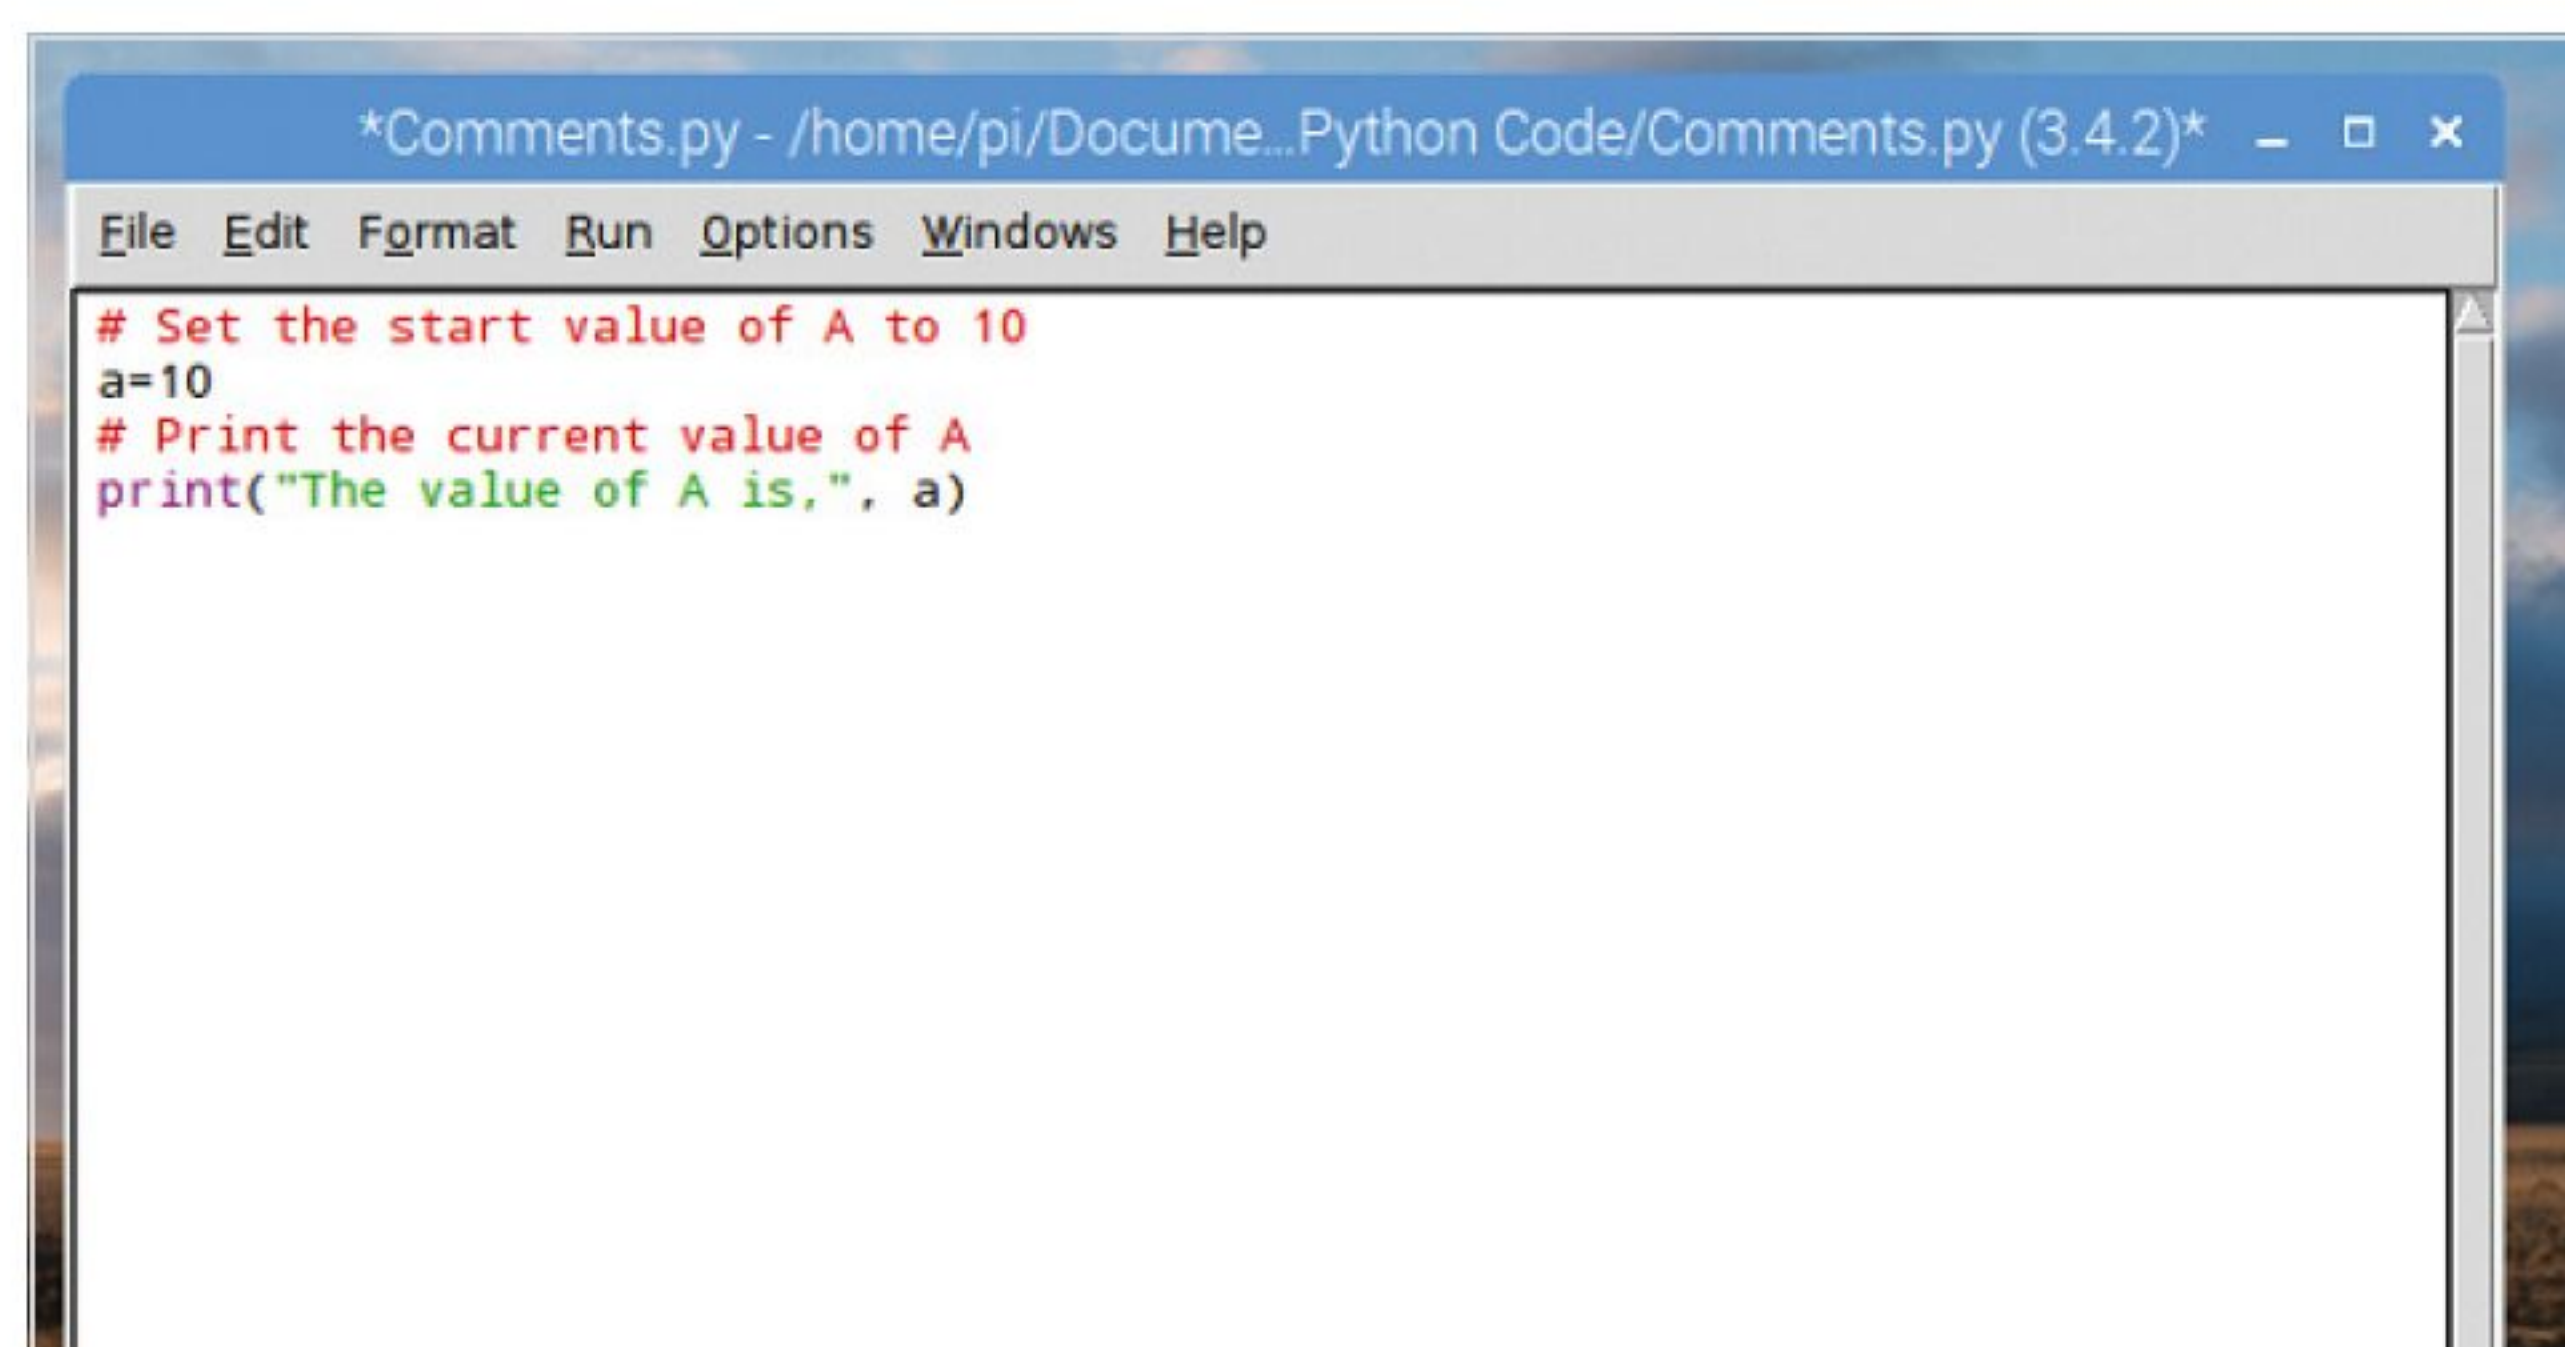 *Comments.py - /home/pi/Docume...Python Code/Comments.py (3.4.2)*
File Edit Format Run Options Windows Help
# Set the start value of A to 10
a=10
# Print the current value of A
print("The value of A is,", a)